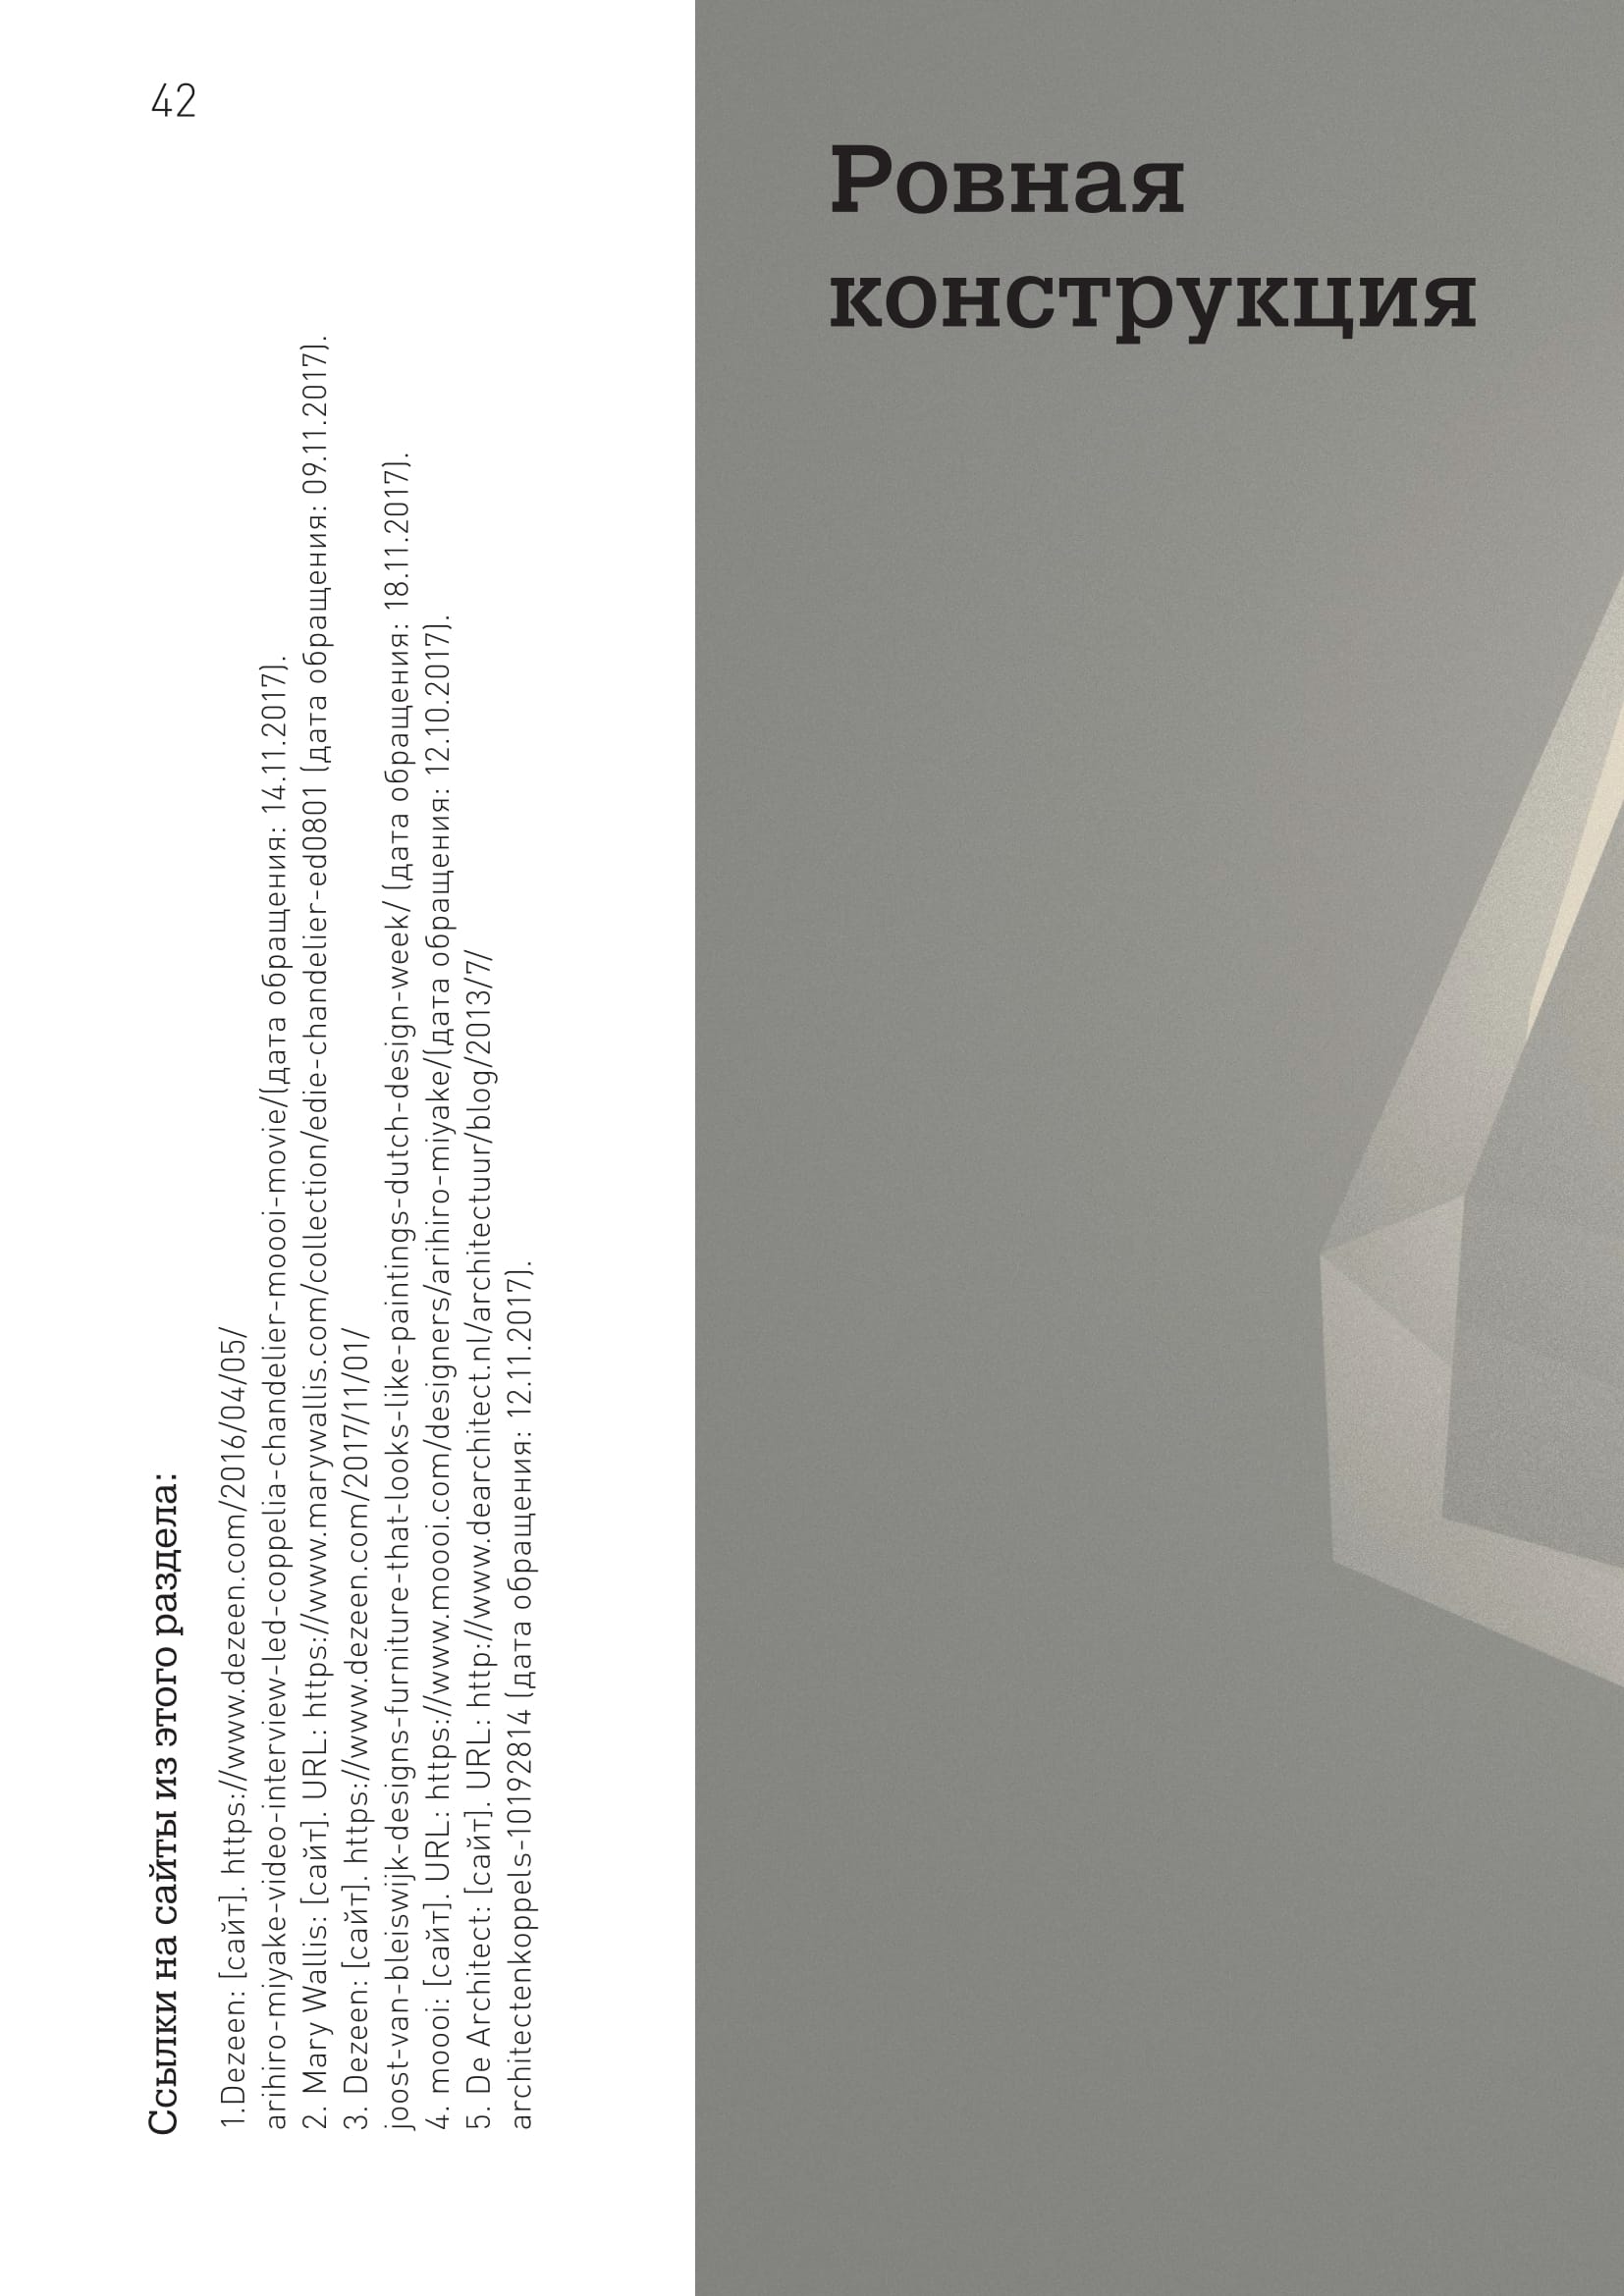 42
Ссылки на сайты из этого раздела:
1.Dezeen: [сайт]. https://www.dezeen.com/2016/04/05/
arihiro-miyake-video-interview-led-coppelia-chandelier-moooi-movie/(дата обращения: 14.11.2017).
2. Mary Wallis: [сайт]. URL: https://www.marywallis.com/collection/edie-chandelier-ed0801 (дата обращения: 09.11.2017).
3. Dezeen: [сайт]. https://www.dezeen.com/2017/11/01/
joost-van-bleiswijk-designs-furniture-that-looks-like-paintings-dutch-design-week/ (дата обращения: 18.11.2017).
4. moooi: [сайт]. URL: https://www.moooi.com/designers/arihiro-miyake/(дата обращения: 12.10.2017).
5. De Architect: [сайт]. URL: http://www.dearchitect.nl/architectuur/blog/2013/7/
architectenkoppels-10192814 (дата обращения: 12.11.2017).
Ровная
конструкция